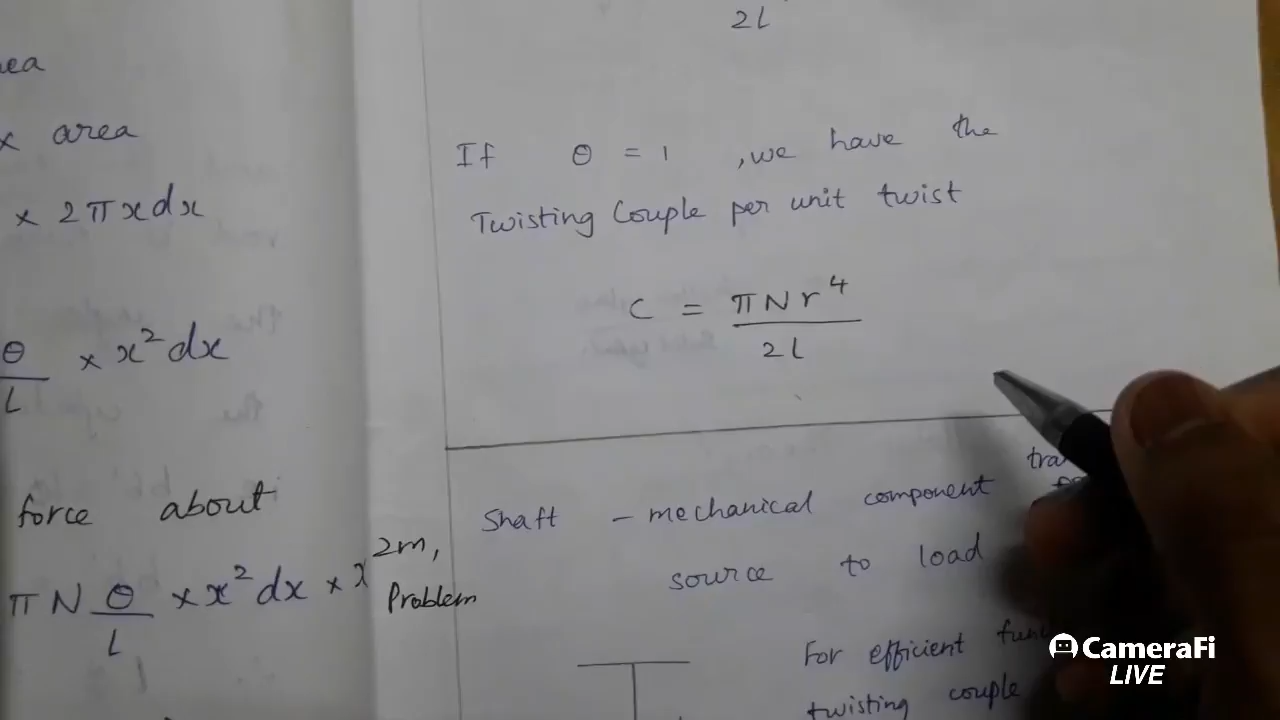 ea
x area
x 2πxdx
θ/L × x²dx
force about
πN θ/L × x²dx × x
2m,
Problem
2L
If θ = 1 , we have the
Twisting Couple per unit twist
C = πNr⁴
2L
Shaft - mechanical component
source to load
For efficient
twisting couple
CameraFi
LIVE